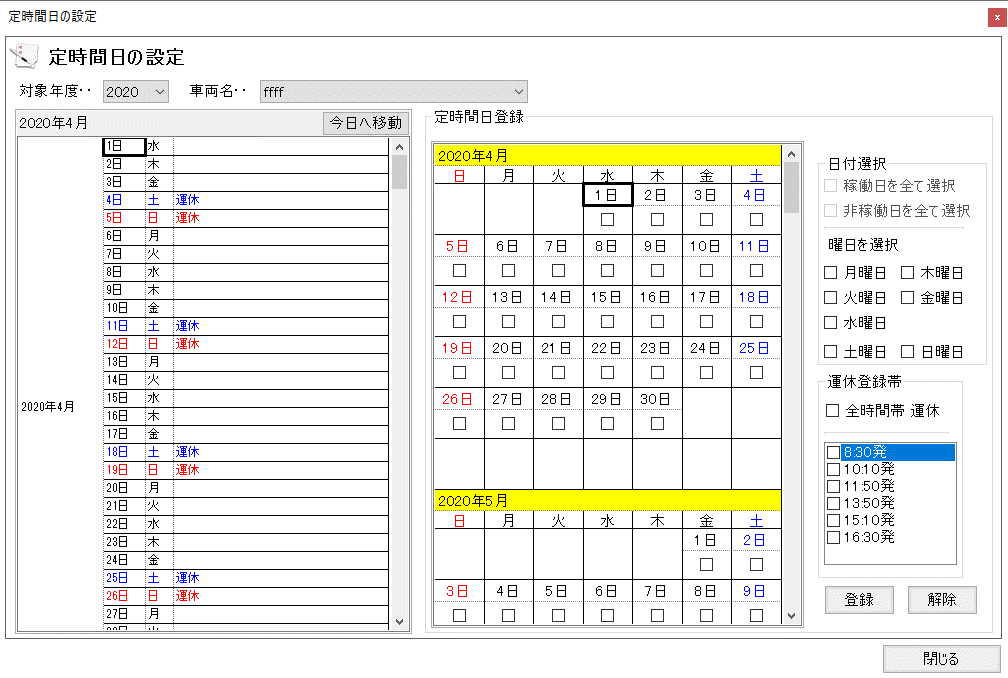 定時間日の設定
x
定時間日の設定
対象年度･･ 2020 車両名･･ ffff
2020年4月 今日へ移動
2020年4月
1日 水
2日 木
3日 金
4日 土 運休
5日 日 運休
6日 月
7日 火
8日 水
9日 木
10日 金
11日 土 運休
12日 日 運休
13日 月
14日 火
15日 水
16日 木
17日 金
18日 土 運休
19日 日 運休
20日 月
21日 火
22日 水
23日 木
24日 金
25日 土 運休
26日 日 運休
27日 月
定時間日登録
2020年4月
日 月 火 水 木 金 土
1日 2日 3日 4日
5日 6日 7日 8日 9日 10日 11日
12日 13日 14日 15日 16日 17日 18日
19日 20日 21日 22日 23日 24日 25日
26日 27日 28日 29日 30日
2020年5月
日 月 火 水 木 金 土
1日 2日
3日 4日 5日 6日 7日 8日 9日
日付選択
稼働日を全て選択
非稼働日を全て選択
曜日を選択
月曜日 木曜日
火曜日 金曜日
水曜日
土曜日 日曜日
運休登録帯
全時間帯 運休
8:30発
10:10発
11:50発
13:50発
15:10発
16:30発
登録 解除
閉じる